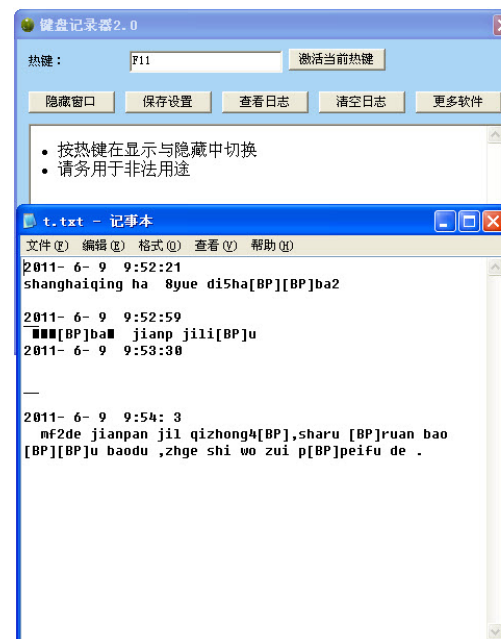 键盘记录器2.0
热键： F11 激活当前热键
隐藏窗口 保存设置 查看日志 清空日志 更多软件
• 按热键在显示与隐藏中切换
• 请务用于非法用途
t.txt - 记事本
文件(F) 编辑(E) 格式(O) 查看(V) 帮助(H)
2011- 6- 9 9:52:21
shanghaiqing ha 8yue di5ha[BP][BP]ba2
2011- 6- 9 9:52:59
▮▮▮[BP]ba▮ jianp jili[BP]u
2011- 6- 9 9:53:30
2011- 6- 9 9:54: 3
mf2de jianpan jil qizhong4[BP],sharu [BP]ruan bao
[BP][BP]u baodu ,zhge shi wo zui p[BP]peifu de .